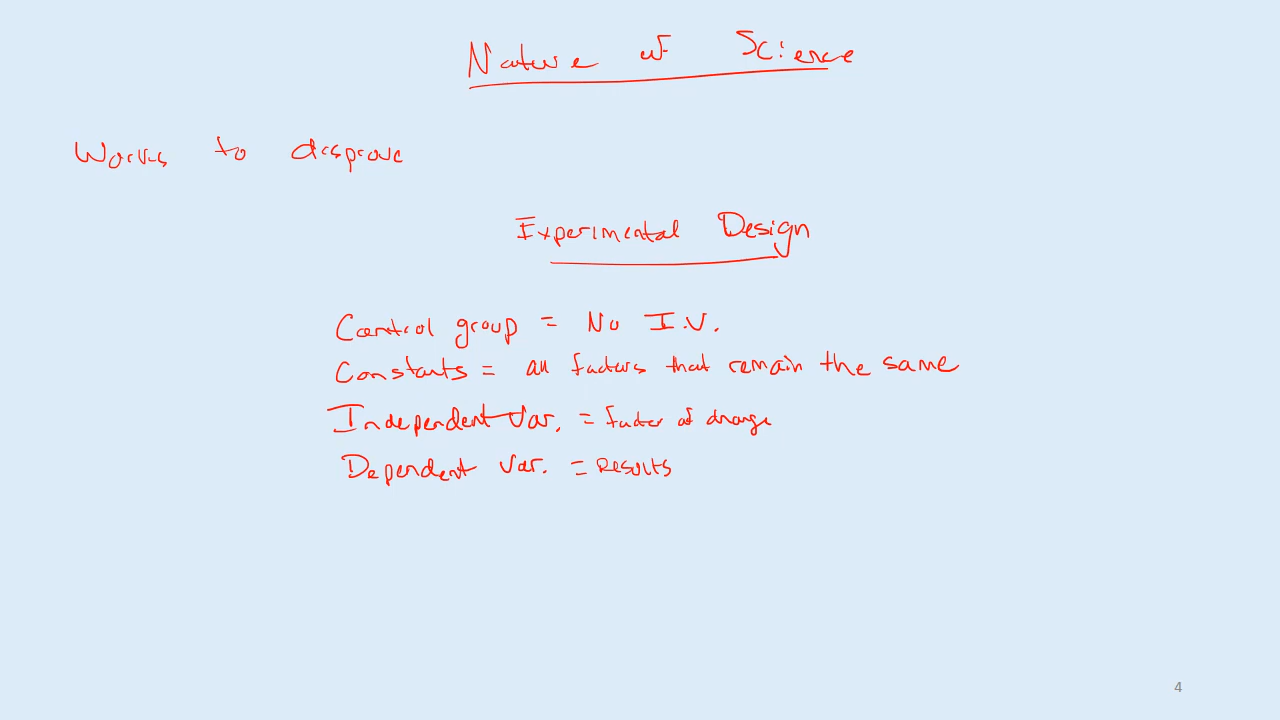 Nature of Science
Works to disprove
Experimental Design
Control group = No I.V.
Constants = all factors that remain the same
Independent Var. = factor of change
Dependent Var. = Results
4